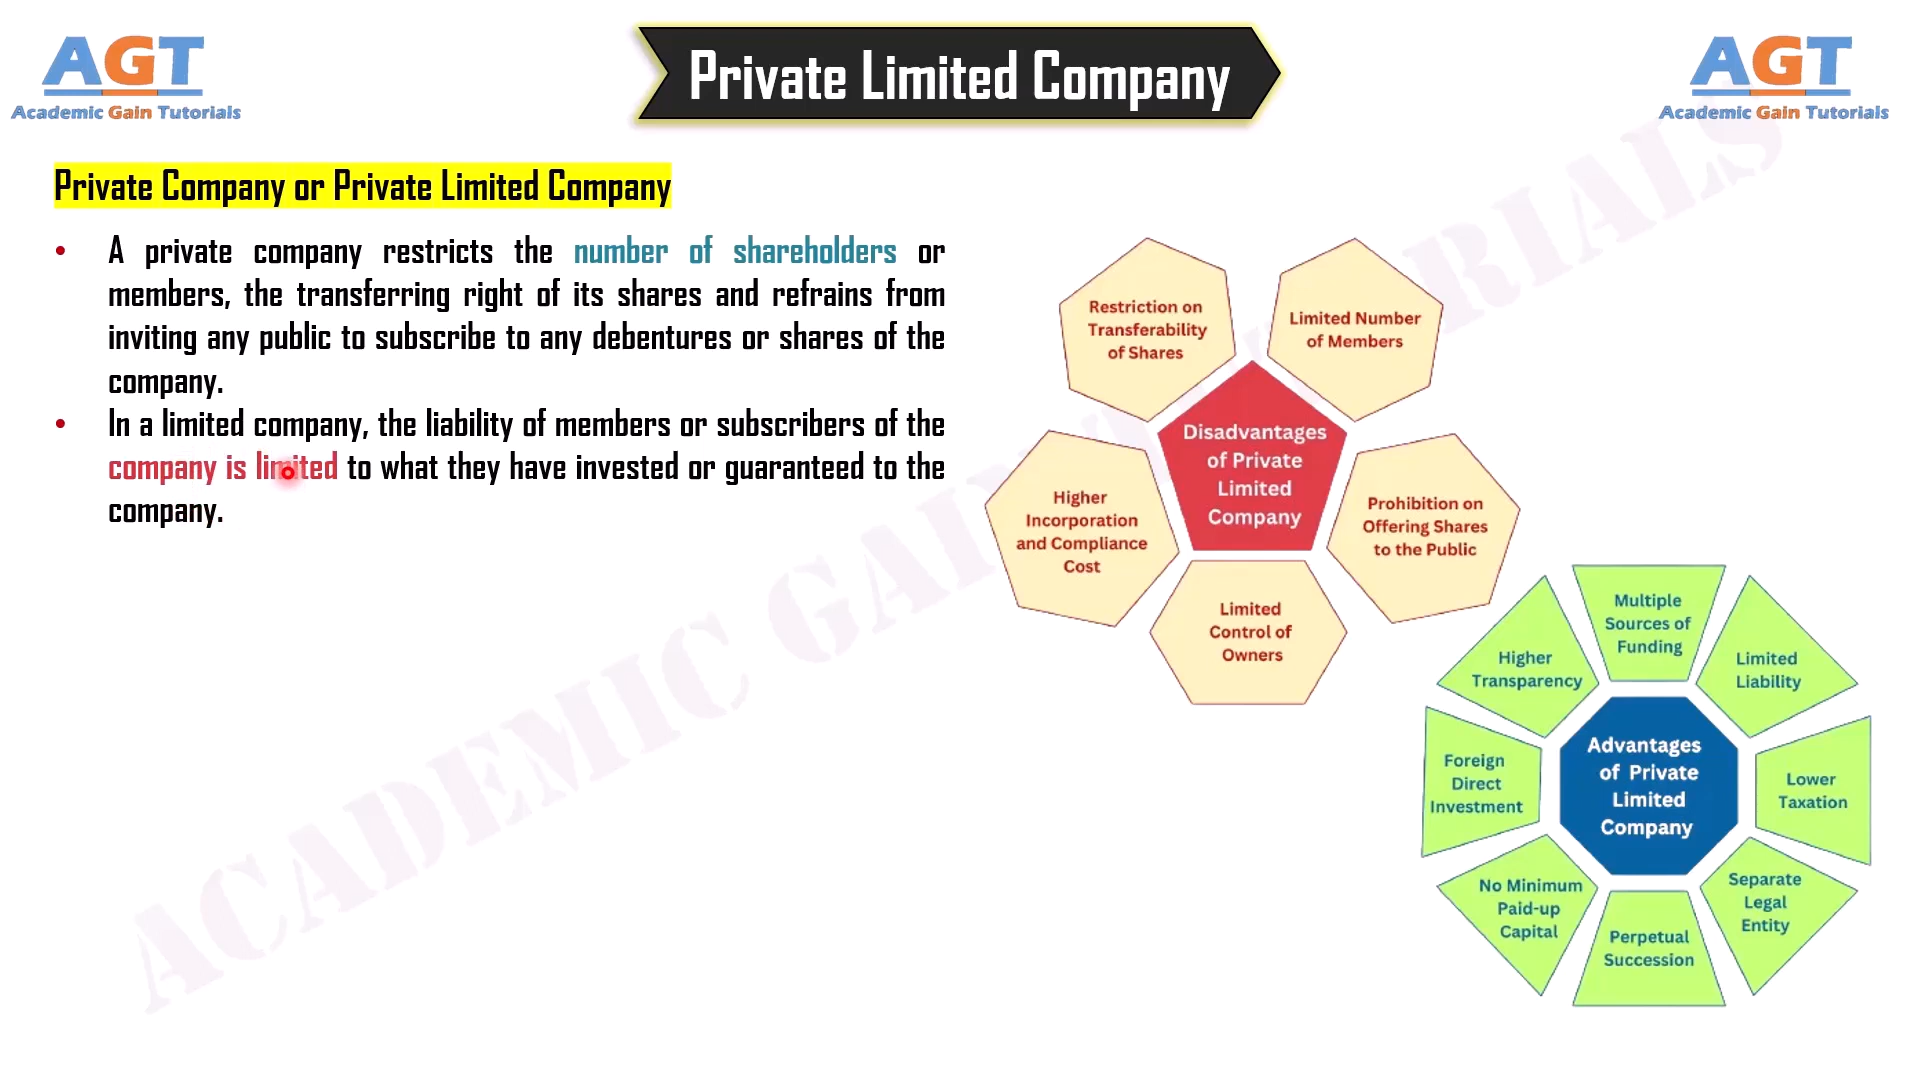 AGT
Academic Gain Tutorials
Private Limited Company
AGT
Academic Gain Tutorials
Private Company or Private Limited Company
• A private company restricts the number of shareholders or
members, the transferring right of its shares and refrains from
inviting any public to subscribe to any debentures or shares of the
company.
• In a limited company, the liability of members or subscribers of the
company is limited to what they have invested or guaranteed to the
company.
Restriction on
Transferability
of Shares
Limited Number
of Members
Disadvantages
of Private
Limited
Company
Higher
Incorporation
and Compliance
Cost
Prohibition on
Offering Shares
to the Public
Limited
Control of
Owners
Multiple
Sources of
Funding
Higher
Transparency
Limited
Liability
Advantages
of Private
Limited
Company
Foreign
Direct
Investment
Lower
Taxation
No Minimum
Paid-up
Capital
Separate
Legal
Entity
Perpetual
Succession
ACADEMIC GAIN TUTORIALS